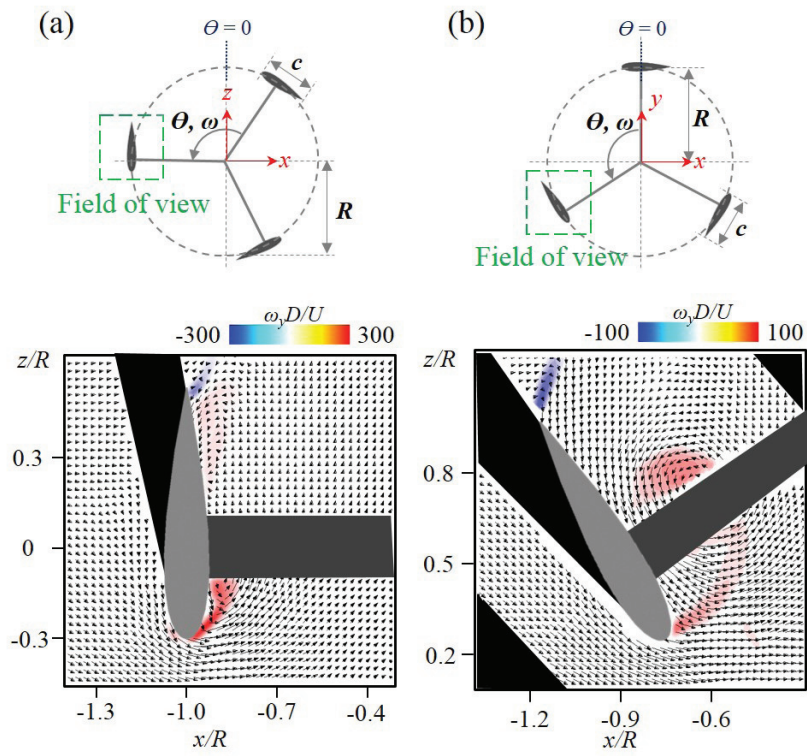 (a)
Θ = 0
c
z
Θ, ω
x
R
Field of view
(b)
Θ = 0
y
R
Θ, ω
x
c
Field of view
ω_yD/U
-300
300
z/R
0.3
0
-0.3
-1.3
-1.0
-0.7
-0.4
x/R
ω_yD/U
-100
100
z/R
0.8
0.5
0.2
-1.2
-0.9
-0.6
x/R